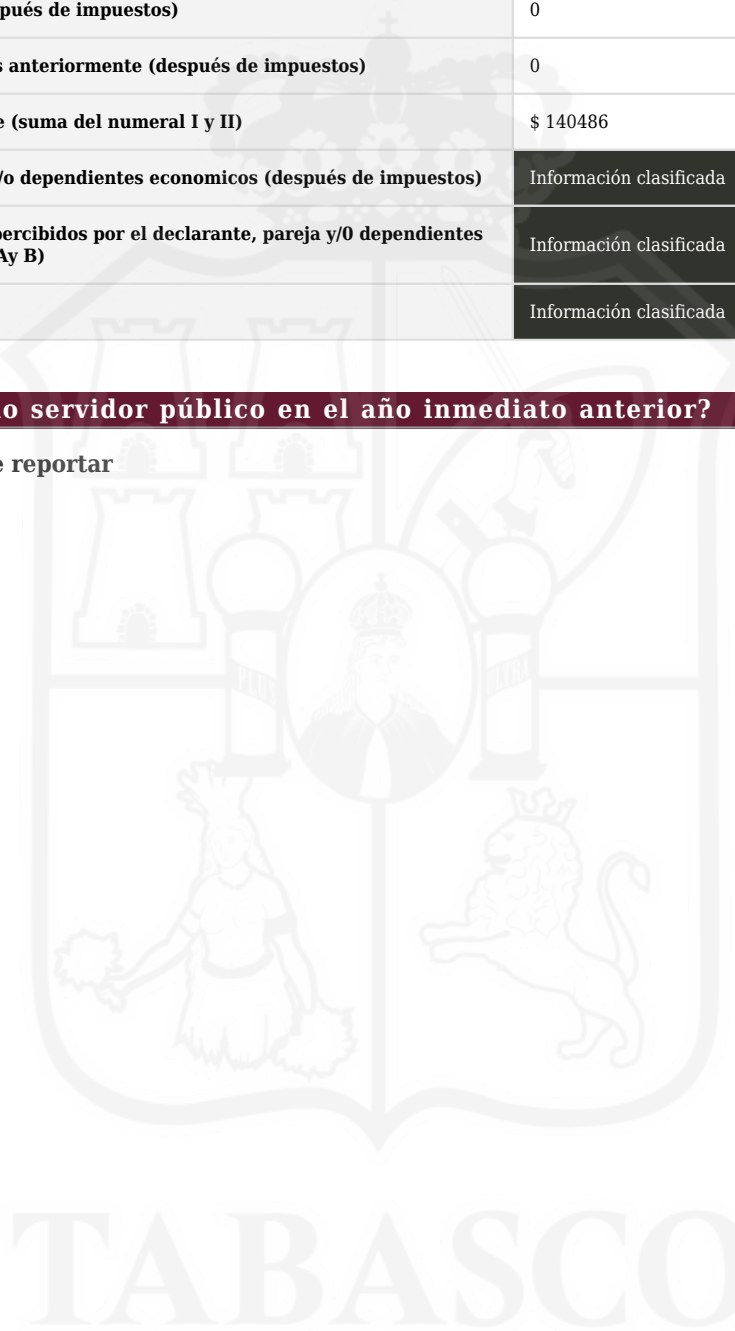 pués de impuestos)
0
s anteriormente (después de impuestos)
0
e (suma del numeral I y II)
$ 140486
/o dependientes economicos (después de impuestos)
Información clasificada
percibidos por el declarante, pareja y/0 dependientes
Ay B)
Información clasificada
Información clasificada
o servidor público en el año inmediato anterior?
e reportar
PLUS
ULTRA
TABASCO